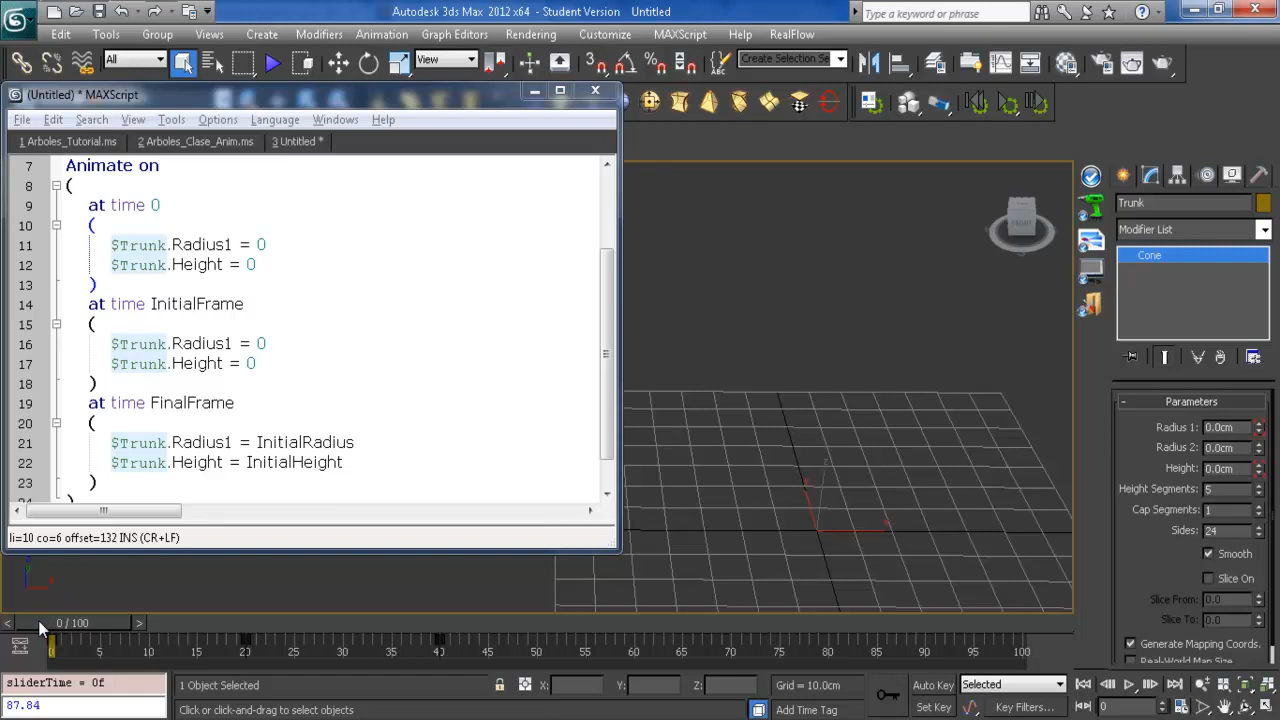 Autodesk 3ds Max 2012 x64 - Student Version Untitled
Type a keyword or phrase
Edit Tools Group Views Create Modifiers Animation Graph Editors Rendering Customize MAXScript Help RealFlow
All View Create Selection Se
(Untitled) * MAXScript
File Edit Search View Tools Options Language Windows Help
1 Arboles_Tutorial.ms 2 Arboles_Clase_Anim.ms 3 Untitled *
7 Animate on
8 (
9 at time 0
10 (
11 $Trunk.Radius1 = 0
12 $Trunk.Height = 0
13 )
14 at time InitialFrame
15 (
16 $Trunk.Radius1 = 0
17 $Trunk.Height = 0
18 )
19 at time FinalFrame
20 (
21 $Trunk.Radius1 = InitialRadius
22 $Trunk.Height = InitialHeight
23 )
24 )
li=10 co=6 offset=132 INS (CR+LF)
Trunk
Modifier List
Cone
Parameters
Radius 1: 0.0cm
Radius 2: 0.0cm
Height: 0.0cm
Height Segments: 5
Cap Segments: 1
Sides: 24
Smooth
Slice On
Slice From: 0.0
Slice To: 0.0
Generate Mapping Coords.
Real-World Map Size
< 0 / 100 >
0 5 10 15 20 25 30 35 40 45 50 55 60 65 70 75 80 85 90 95 100
sliderTime = 0f
87.84
1 Object Selected X: Y: Z: Grid = 10.0cm Auto Key Selected
Click or click-and-drag to select objects Add Time Tag Set Key Key Filters... 0